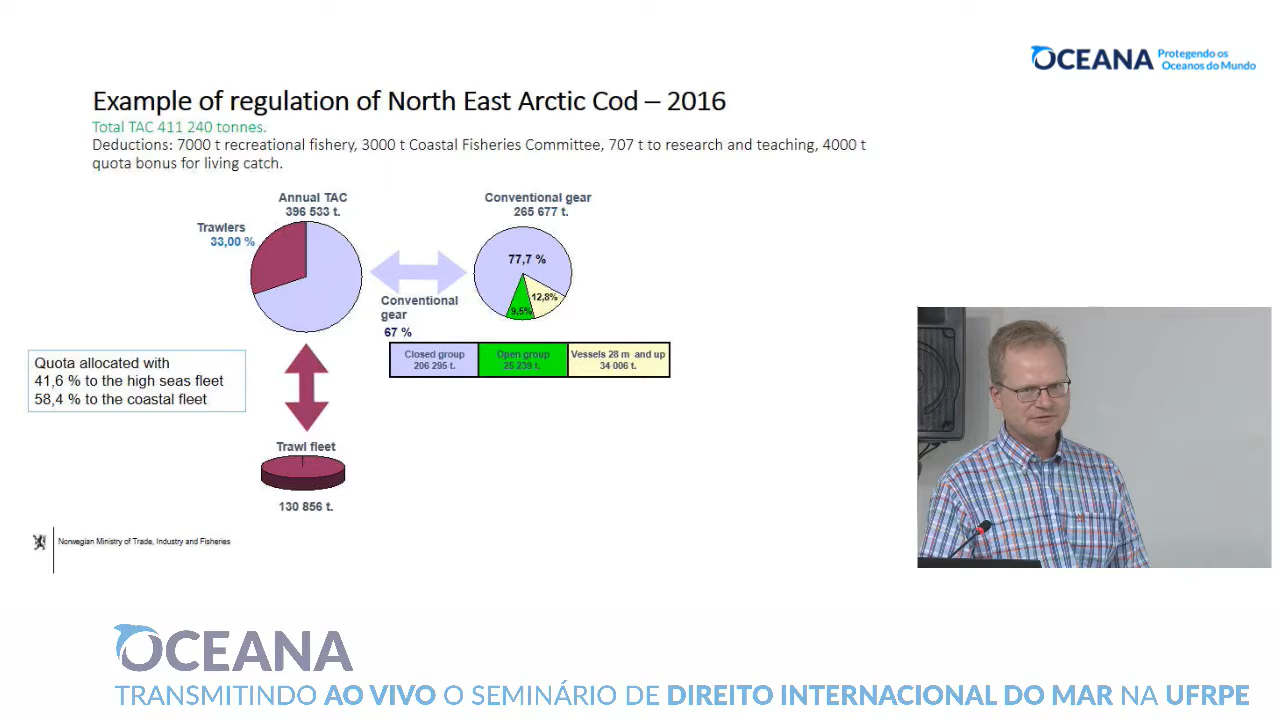 OCEANA
Protegendo os
Oceanos do Mundo
Example of regulation of North East Arctic Cod – 2016
Total TAC 411 240 tonnes.
Deductions: 7000 t recreational fishery, 3000 t Coastal Fisheries Committee, 707 t to research and teaching, 4000 t
quota bonus for living catch.
Annual TAC
396 533 t.
Conventional gear
265 677 t.
Trawlers
33,00 %
77,7 %
12,8%
9,5%
Conventional
gear
67 %
Closed group
206 295 t.
Open group
25 239 t.
Vessels 28 m and up
34 006 t.
Quota allocated with
41,6 % to the high seas fleet
58,4 % to the coastal fleet
Trawl fleet
130 856 t.
Norwegian Ministry of Trade, Industry and Fisheries
OCEANA
TRANSMITINDO AO VIVO O SEMINÁRIO DE DIREITO INTERNACIONAL DO MAR NA UFRPE